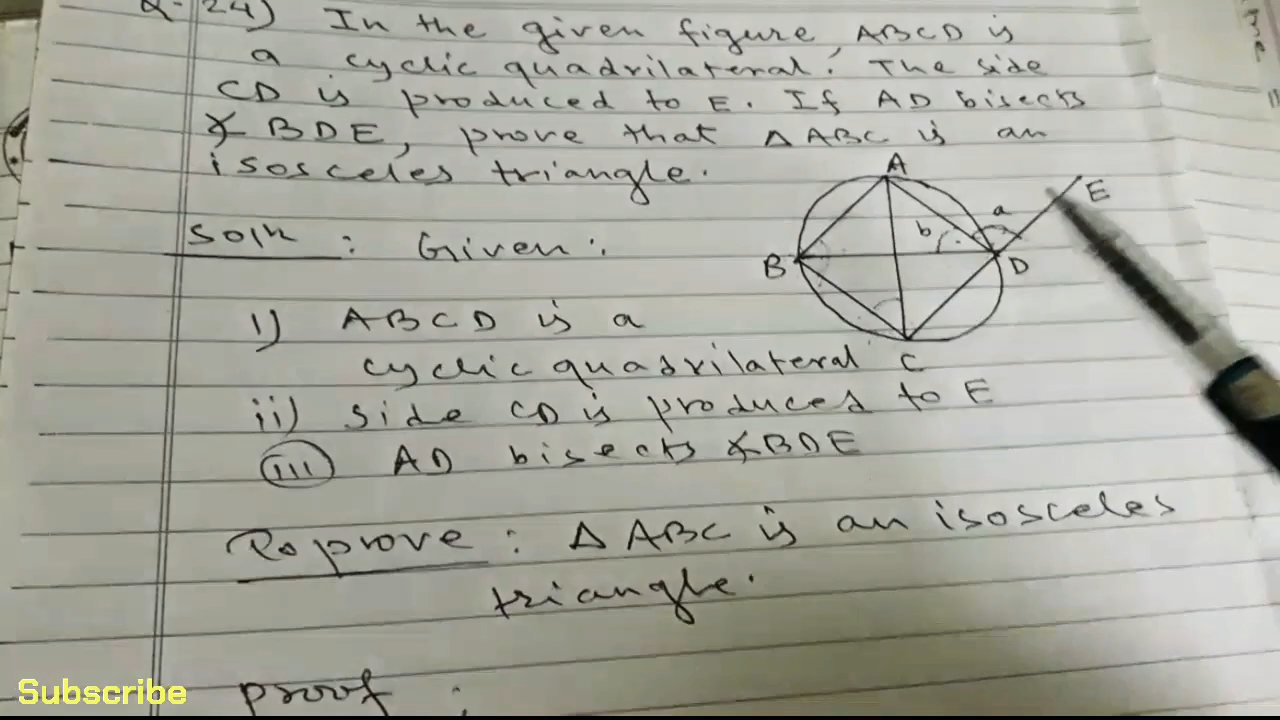 Q-24) In the given figure, ABCD is
a cyclic quadrilateral. The side
CD is produced to E. If AD bisects
∡ BDE, prove that Δ ABC is an
isosceles triangle.
A
E
a
b
B
D
C
Soln : Given :
i) ABCD is a
cyclic quadrilateral
ii) side CD is produced to E
iii AD bisects ∡BDE
To prove : Δ ABC is an isosceles
triangle.
proof :
Subscribe